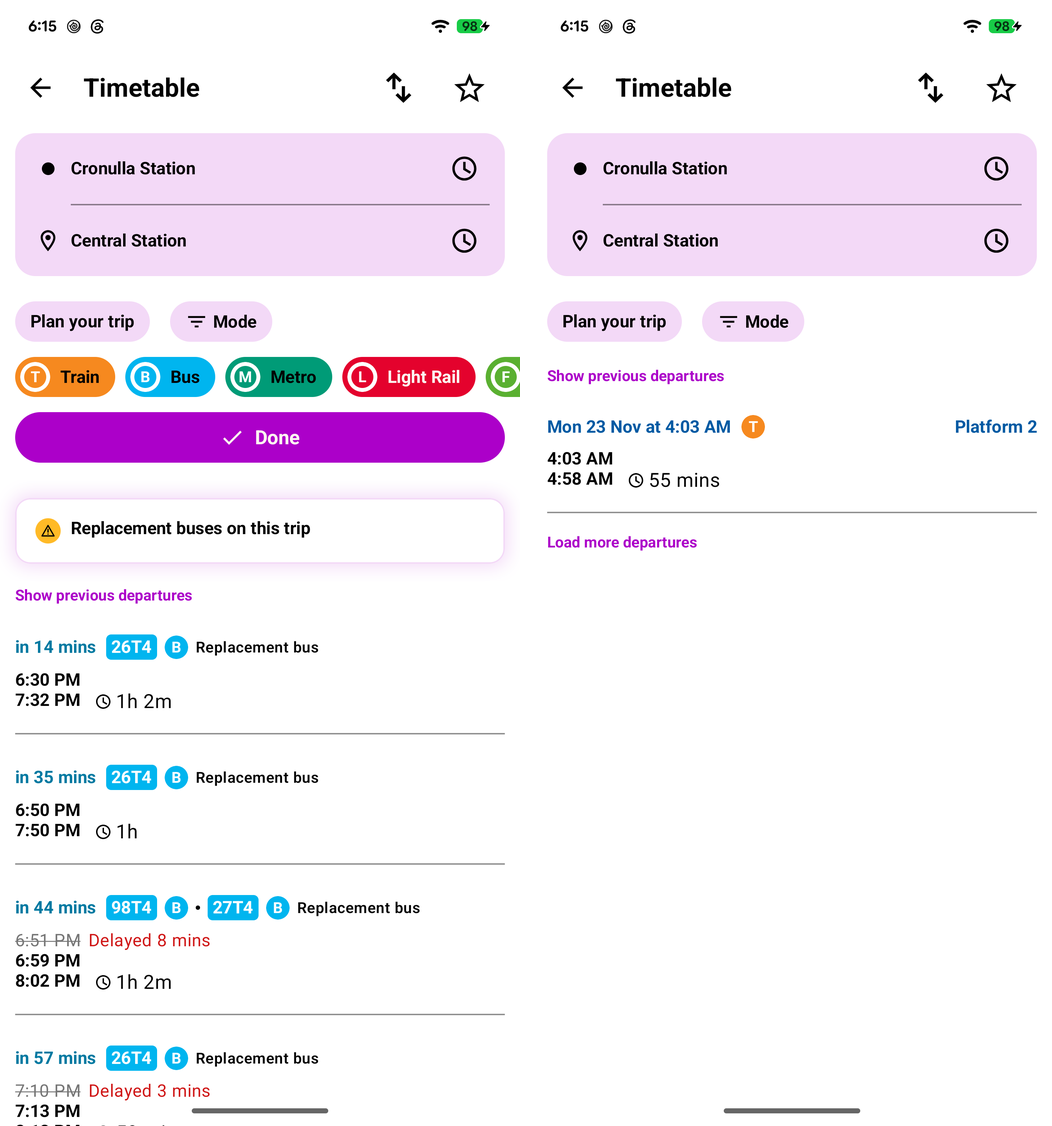 6:15
98
Timetable
Cronulla Station
Central Station
Plan your trip
Mode
T Train
B Bus
M Metro
L Light Rail
F
Done
Replacement buses on this trip
Show previous departures
in 14 mins 26T4 B Replacement bus
6:30 PM
7:32 PM 1h 2m
in 35 mins 26T4 B Replacement bus
6:50 PM
7:50 PM 1h
in 44 mins 98T4 B • 27T4 B Replacement bus
6:51 PM Delayed 8 mins
6:59 PM
8:02 PM 1h 2m
in 57 mins 26T4 B Replacement bus
7:10 PM Delayed 3 mins
7:13 PM
6:15
98
Timetable
Cronulla Station
Central Station
Plan your trip
Mode
Show previous departures
Mon 23 Nov at 4:03 AM T Platform 2
4:03 AM
4:58 AM 55 mins
Load more departures